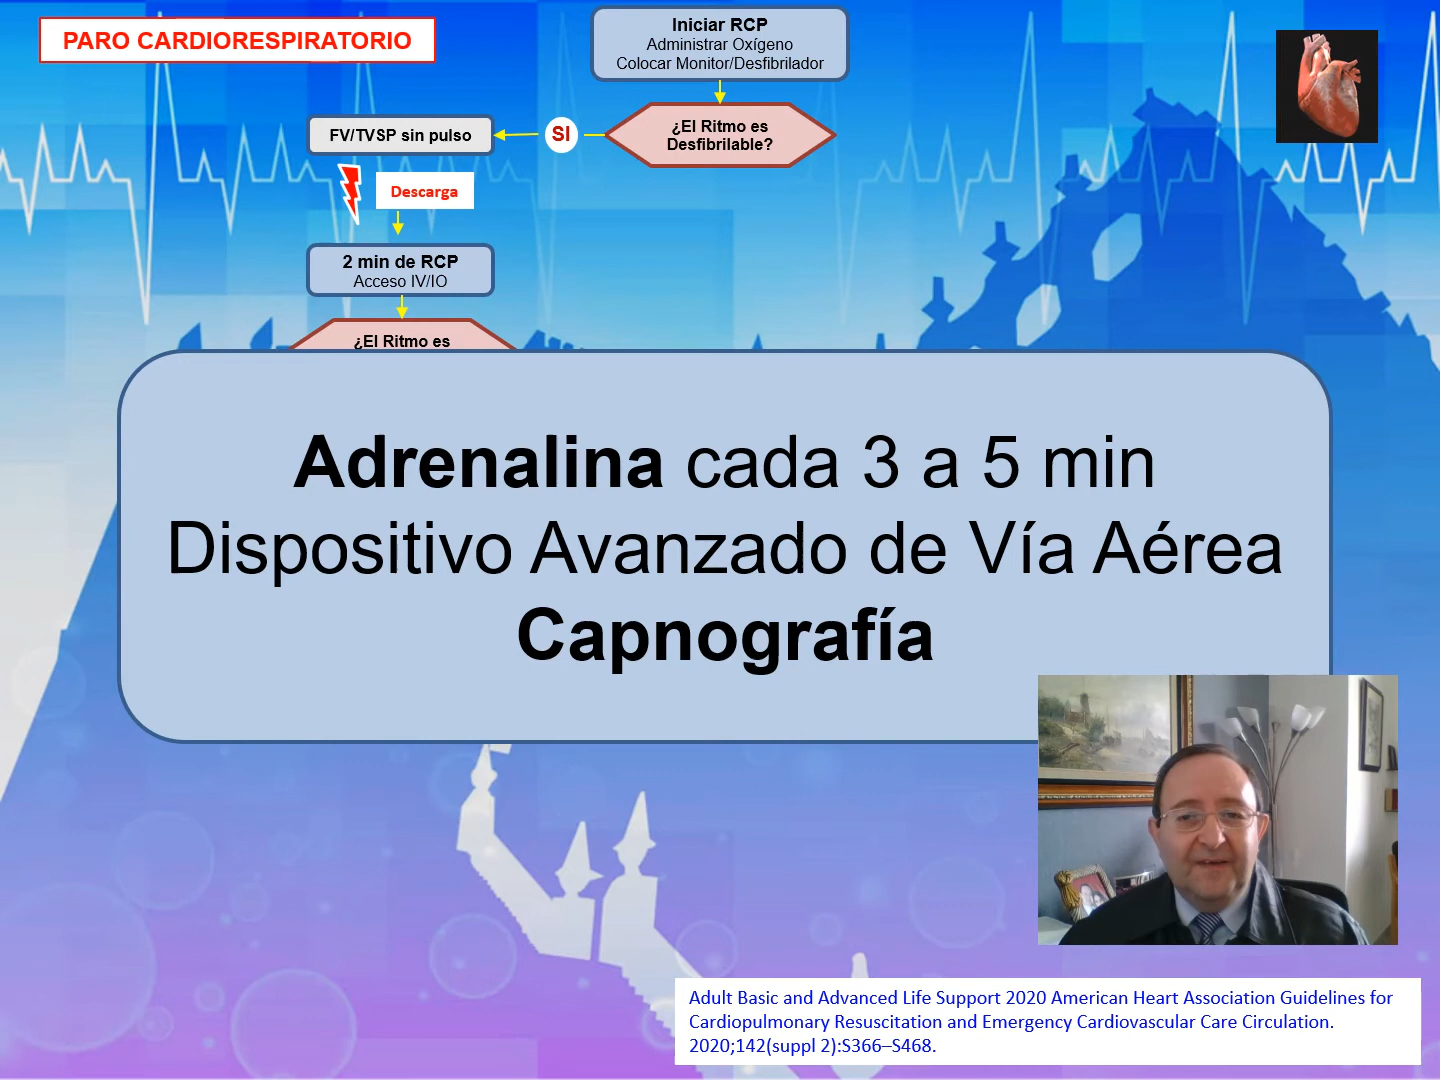 PARO CARDIORESPIRATORIO
Iniciar RCP
Administrar Oxígeno
Colocar Monitor/Desfibrilador
¿El Ritmo es
Desfibrilable?
SI
FV/TVSP sin pulso
Descarga
2 min de RCP
Acceso IV/IO
¿El Ritmo es
Adrenalina cada 3 a 5 min
Dispositivo Avanzado de Vía Aérea
Capnografía
Adult Basic and Advanced Life Support 2020 American Heart Association Guidelines for
Cardiopulmonary Resuscitation and Emergency Cardiovascular Care Circulation.
2020;142(suppl 2):S366–S468.